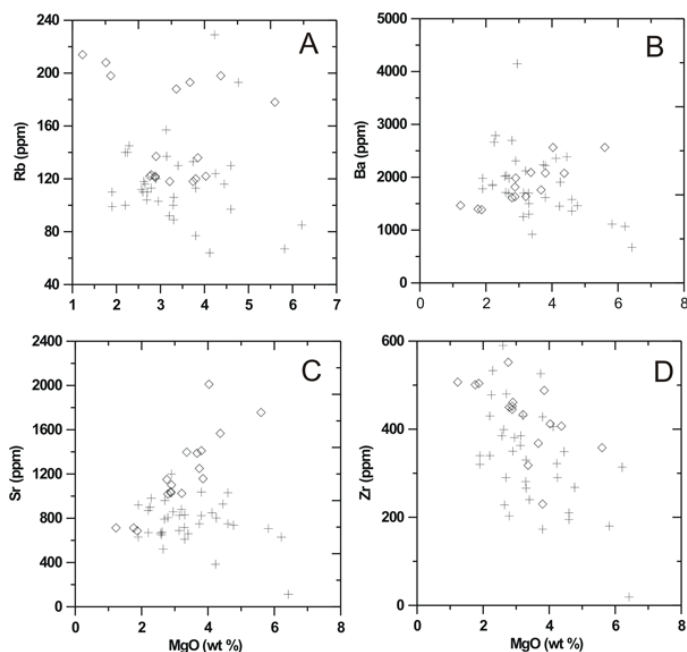 A
Rb (ppm)
240
200
160
120
80
40
1 2 3 4 5 6 7
B
Ba (ppm)
5000
4000
3000
2000
1000
0
0 2 4 6 8
C
Sr (ppm)
2400
2000
1600
1200
800
400
0
0 2 4 6 8
MgO (wt %)
D
Zr (ppm)
600
400
200
0
0 2 4 6 8
MgO (wt %)